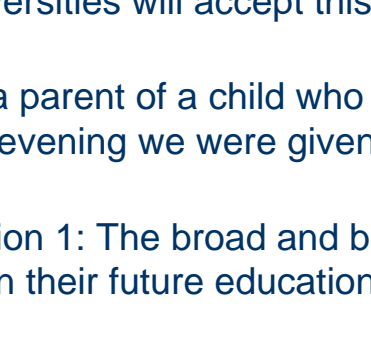 ersities will accept this
a parent of a child who
evening we were given
ion 1: The broad and b
n their future education